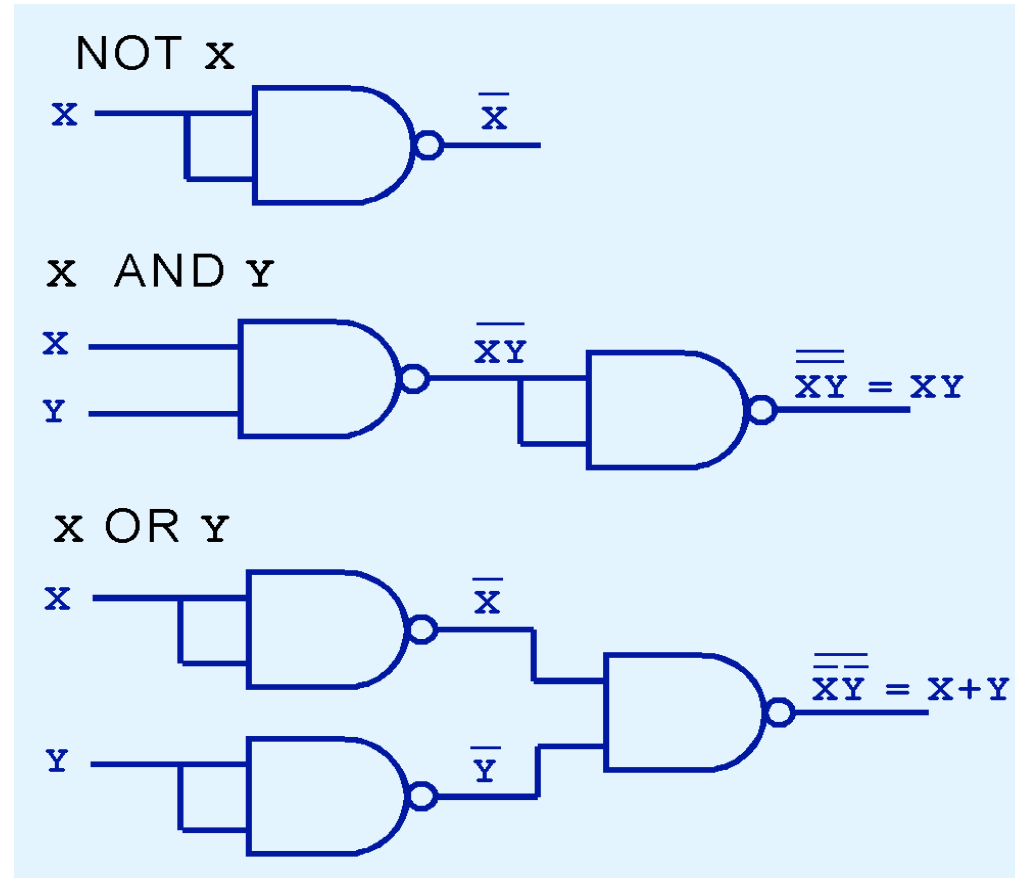 NOT X
X X̅
X AND Y
X X̅Y̅ X̿Y̿ = XY
Y
X OR Y
X X̅
X̿Y̿ = X+Y
Y Y̅